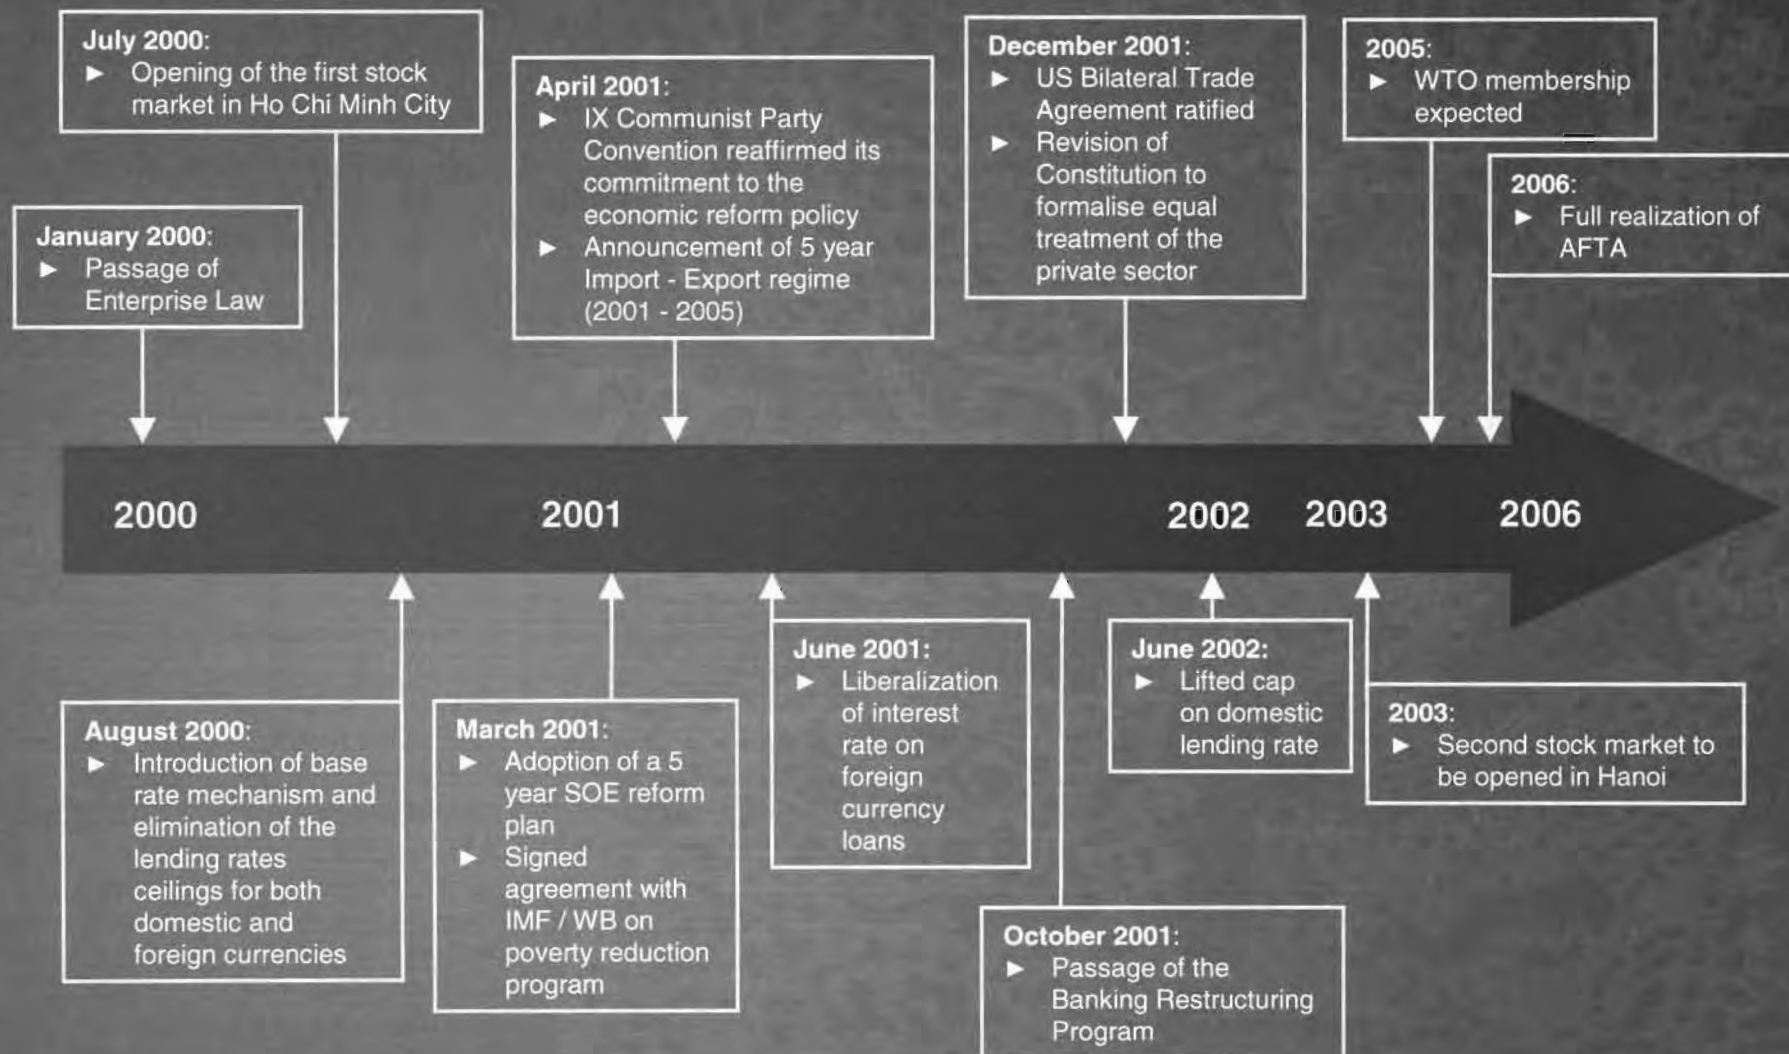 July 2000:
► Opening of the first stock
market in Ho Chi Minh City
January 2000:
► Passage of
Enterprise Law
April 2001:
► IX Communist Party
Convention reaffirmed its
commitment to the
economic reform policy
► Announcement of 5 year
Import - Export regime
(2001 - 2005)
December 2001:
► US Bilateral Trade
Agreement ratified
► Revision of
Constitution to
formalise equal
treatment of the
private sector
2005:
► WTO membership
expected
2006:
► Full realization of
AFTA
2000 2001 2002 2003 2006
August 2000:
► Introduction of base
rate mechanism and
elimination of the
lending rates
ceilings for both
domestic and
foreign currencies
March 2001:
► Adoption of a 5
year SOE reform
plan
► Signed
agreement with
IMF / WB on
poverty reduction
program
June 2001:
► Liberalization
of interest
rate on
foreign
currency
loans
October 2001:
► Passage of the
Banking Restructuring
Program
June 2002:
► Lifted cap
on domestic
lending rate
2003:
► Second stock market to
be opened in Hanoi